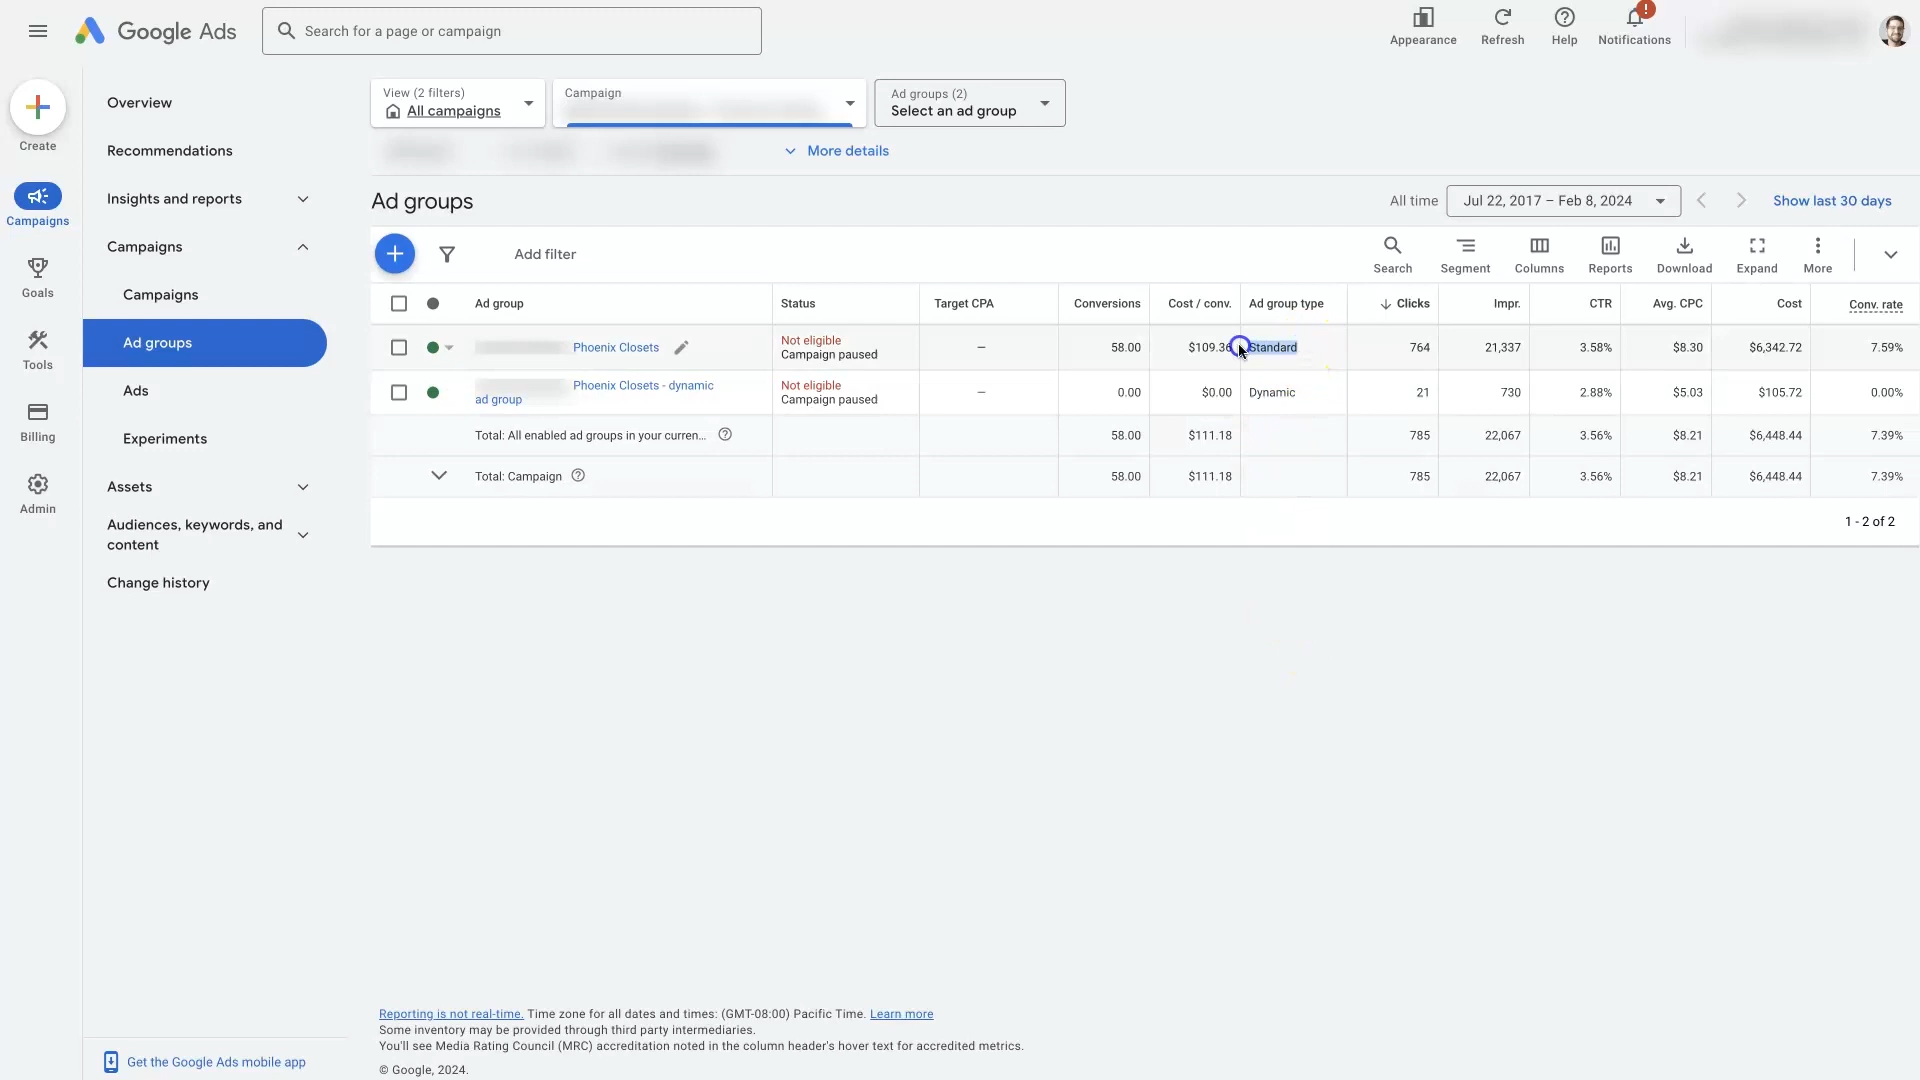 Google Ads
Search for a page or campaign
Appearance
Refresh
Help
!
Notifications
Create
Campaigns
Goals
Tools
Billing
Admin
Overview
Recommendations
Insights and reports
Campaigns
Campaigns
Ad groups
Ads
Experiments
Assets
Audiences, keywords, and
content
Change history
Get the Google Ads mobile app
View (2 filters)
All campaigns
Campaign
Ad groups (2)
Select an ad group
More details
Ad groups
All time
Jul 22, 2017 – Feb 8, 2024
Show last 30 days
Add filter
Search
Segment
Columns
Reports
Download
Expand
More
Ad group Status Target CPA Conversions Cost / conv. Ad group type Clicks Impr. CTR Avg. CPC Cost Conv. rate
Phoenix Closets Not eligible Campaign paused – 58.00 $109.36 Standard 764 21,337 3.58% $8.30 $6,342.72 7.59%
Phoenix Closets - dynamic
ad group Not eligible Campaign paused – 0.00 $0.00 Dynamic 21 730 2.88% $5.03 $105.72 0.00%
Total: All enabled ad groups in your curren... 58.00 $111.18 785 22,067 3.56% $8.21 $6,448.44 7.39%
Total: Campaign 58.00 $111.18 785 22,067 3.56% $8.21 $6,448.44 7.39%
1 - 2 of 2
Reporting is not real-time. Time zone for all dates and times: (GMT-08:00) Pacific Time. Learn more
Some inventory may be provided through third party intermediaries.
You'll see Media Rating Council (MRC) accreditation noted in the column header's hover text for accredited metrics.
© Google, 2024.